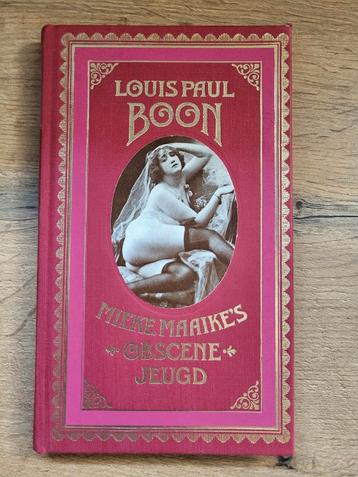 LOUIS PAUL
BOON
MIEKE MAAIKE'S
OBSCENE
JEUGD